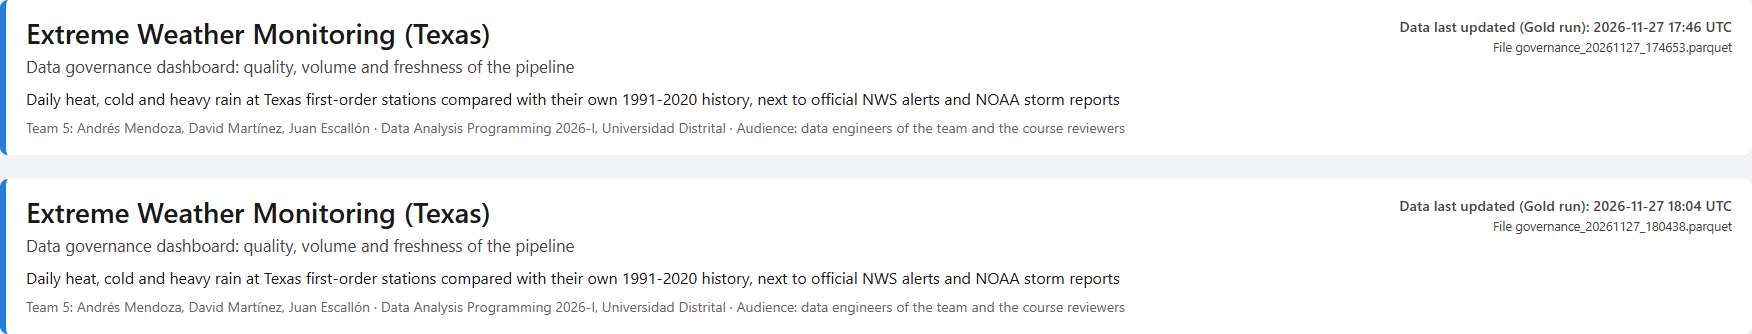 Extreme Weather Monitoring (Texas)
Data last updated (Gold run): 2026-11-27 17:46 UTC
File governance_20261127_174653.parquet
Data governance dashboard: quality, volume and freshness of the pipeline
Daily heat, cold and heavy rain at Texas first-order stations compared with their own 1991-2020 history, next to official NWS alerts and NOAA storm reports
Team 5: Andrés Mendoza, David Martínez, Juan Escallón · Data Analysis Programming 2026-I, Universidad Distrital · Audience: data engineers of the team and the course reviewers
Extreme Weather Monitoring (Texas)
Data last updated (Gold run): 2026-11-27 18:04 UTC
File governance_20261127_180438.parquet
Data governance dashboard: quality, volume and freshness of the pipeline
Daily heat, cold and heavy rain at Texas first-order stations compared with their own 1991-2020 history, next to official NWS alerts and NOAA storm reports
Team 5: Andrés Mendoza, David Martínez, Juan Escallón · Data Analysis Programming 2026-I, Universidad Distrital · Audience: data engineers of the team and the course reviewers